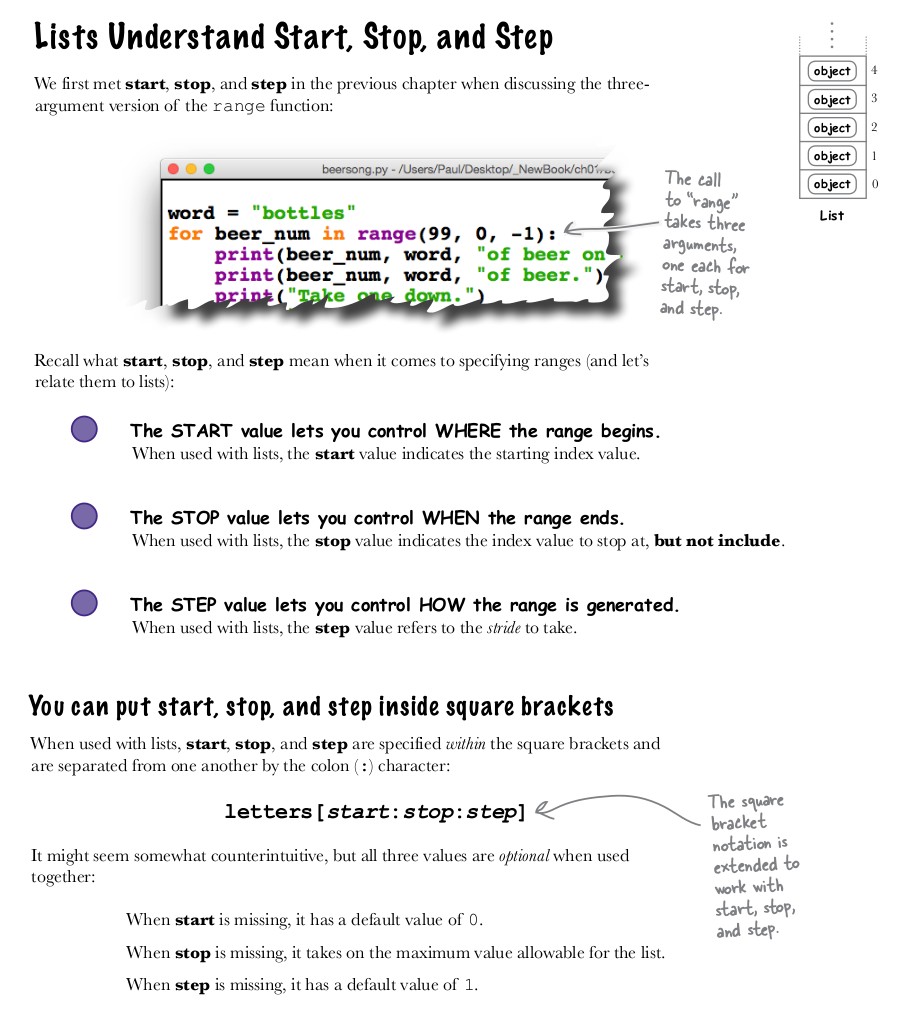 Lists Understand Start, Stop, and Step
We first met start, stop, and step in the previous chapter when discussing the three-
argument version of the range function:
object 4
object 3
object 2
object 1
object 0
List
beersong.py - /Users/Paul/Desktop/_NewBook/ch01/
word = "bottles"
for beer_num in range(99, 0, -1):
print(beer_num, word, "of beer on
print(beer_num, word, "of beer.")
print("Take one down.")
The call
to “range”
takes three
arguments,
one each for
start, stop,
and step.
Recall what start, stop, and step mean when it comes to specifying ranges (and let’s
relate them to lists):
The START value lets you control WHERE the range begins.
When used with lists, the start value indicates the starting index value.
The STOP value lets you control WHEN the range ends.
When used with lists, the stop value indicates the index value to stop at, but not include.
The STEP value lets you control HOW the range is generated.
When used with lists, the step value refers to the stride to take.
You can put start, stop, and step inside square brackets
When used with lists, start, stop, and step are specified within the square brackets and
are separated from one another by the colon (:) character:
letters[start:stop:step]
The square
bracket
notation is
extended to
work with
start, stop,
and step.
It might seem somewhat counterintuitive, but all three values are optional when used
together:
When start is missing, it has a default value of 0.
When stop is missing, it takes on the maximum value allowable for the list.
When step is missing, it has a default value of 1.